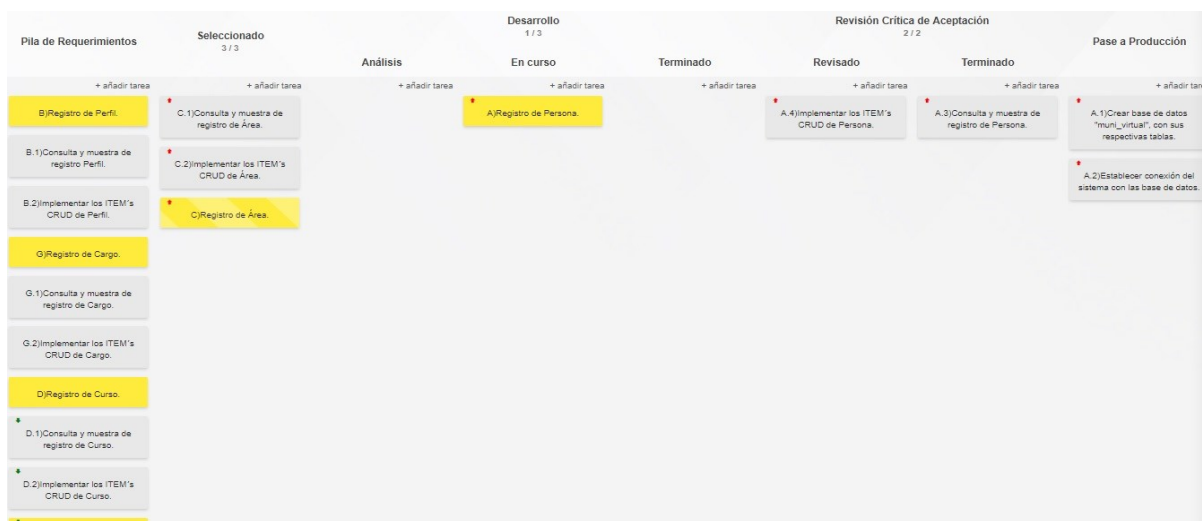 Pila de Requerimientos
Seleccionado
3 / 3
Desarrollo
1 / 3
Análisis
En curso
Terminado
Revisión Crítica de Aceptación
2 / 2
Revisado
Terminado
Pase a Producción
+ añadir tarea
+ añadir tarea
+ añadir tarea
+ añadir tarea
+ añadir tarea
+ añadir tarea
+ añadir tarea
+ añadir tare
B)Registro de Perfil.
B.1)Consulta y muestra de
registro Perfil.
B.2)Implementar los ITEM´s
CRUD de Perfil.
G)Registro de Cargo.
G.1)Consulta y muestra de
registro de Cargo.
G.2)Implementar los ITEM´s
CRUD de Cargo.
D)Registro de Curso.
D.1)Consulta y muestra de
registro de Curso.
D.2)Implementar los ITEM´s
CRUD de Curso.
C.1)Consulta y muestra de
registro de Área.
C.2)Implementar los ITEM´s
CRUD de Área.
C)Registro de Área.
A)Registro de Persona.
A.4)Implementar los ITEM´s
CRUD de Persona.
A.3)Consulta y muestra de
registro de Persona.
A.1)Crear base de datos
"muni_virtual", con sus
respectivas tablas.
A.2)Establecer conexión del
sistema con las base de datos.